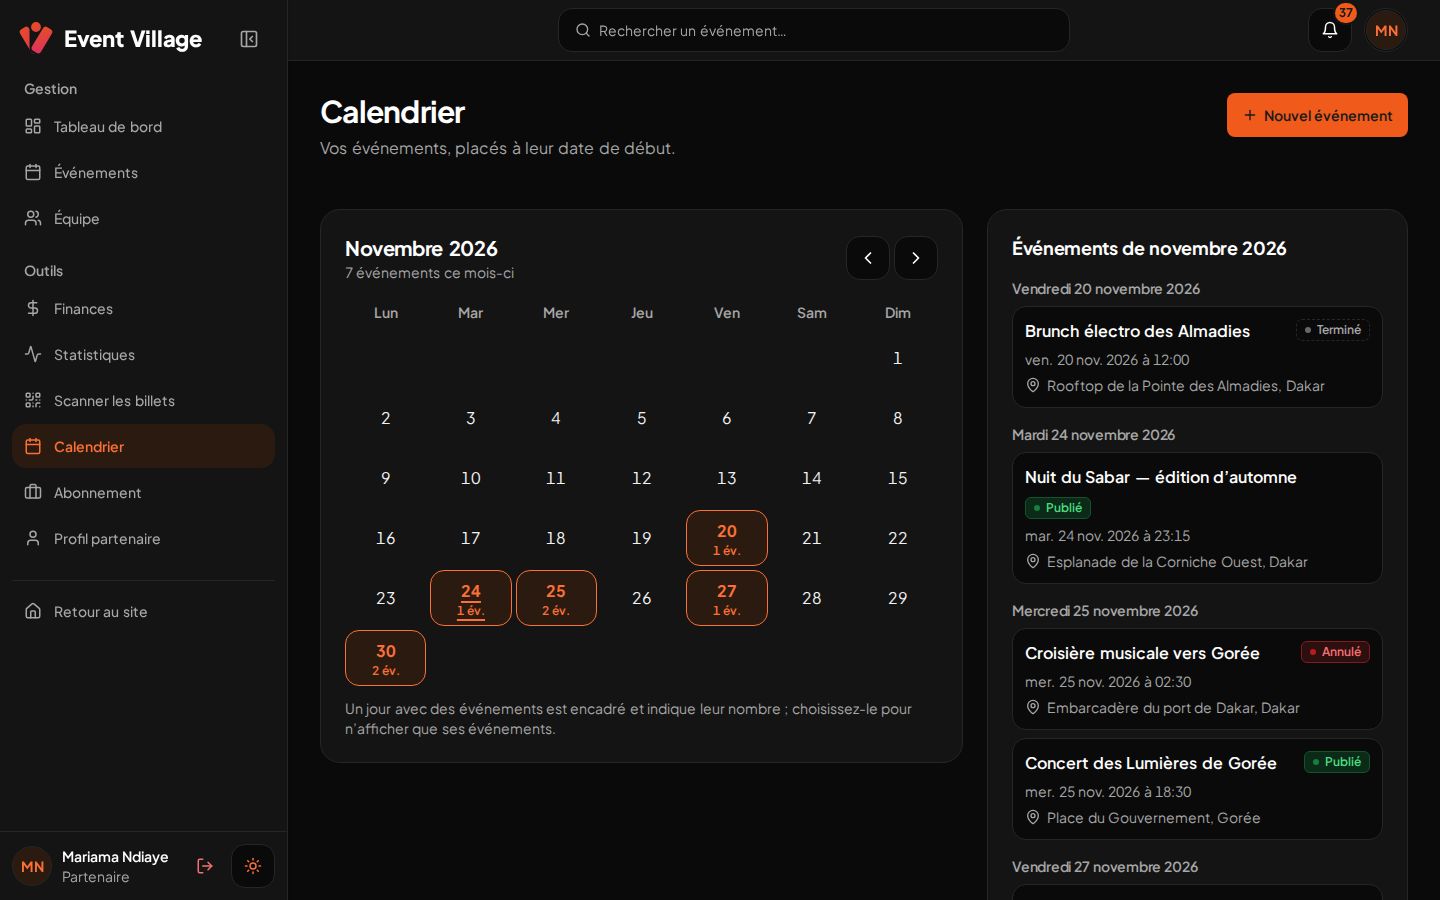 Event Village
Gestion
Tableau de bord
Événements
Équipe
Outils
Finances
Statistiques
Scanner les billets
Calendrier
Abonnement
Profil partenaire
Retour au site
MN
Mariama Ndiaye
Partenaire
Rechercher un événement...
37
MN
Calendrier
Vos événements, placés à leur date de début.
+ Nouvel événement
Novembre 2026
7 événements ce mois-ci
Lun Mar Mer Jeu Ven Sam Dim
1
2 3 4 5 6 7 8
9 10 11 12 13 14 15
16 17 18 19 20 21 22
1 év.
23 24 25 26 27 28 29
1 év. 2 év. 1 év.
30
2 év.
Un jour avec des événements est encadré et indique leur nombre ; choisissez-le pour
n’afficher que ses événements.
Événements de novembre 2026
Vendredi 20 novembre 2026
Brunch électro des Almadies Terminé
ven. 20 nov. 2026 à 12:00
Rooftop de la Pointe des Almadies, Dakar
Mardi 24 novembre 2026
Nuit du Sabar — édition d’automne
Publié
mar. 24 nov. 2026 à 23:15
Esplanade de la Corniche Ouest, Dakar
Mercredi 25 novembre 2026
Croisière musicale vers Gorée Annulé
mer. 25 nov. 2026 à 02:30
Embarcadère du port de Dakar, Dakar
Concert des Lumières de Gorée Publié
mer. 25 nov. 2026 à 18:30
Place du Gouvernement, Gorée
Vendredi 27 novembre 2026